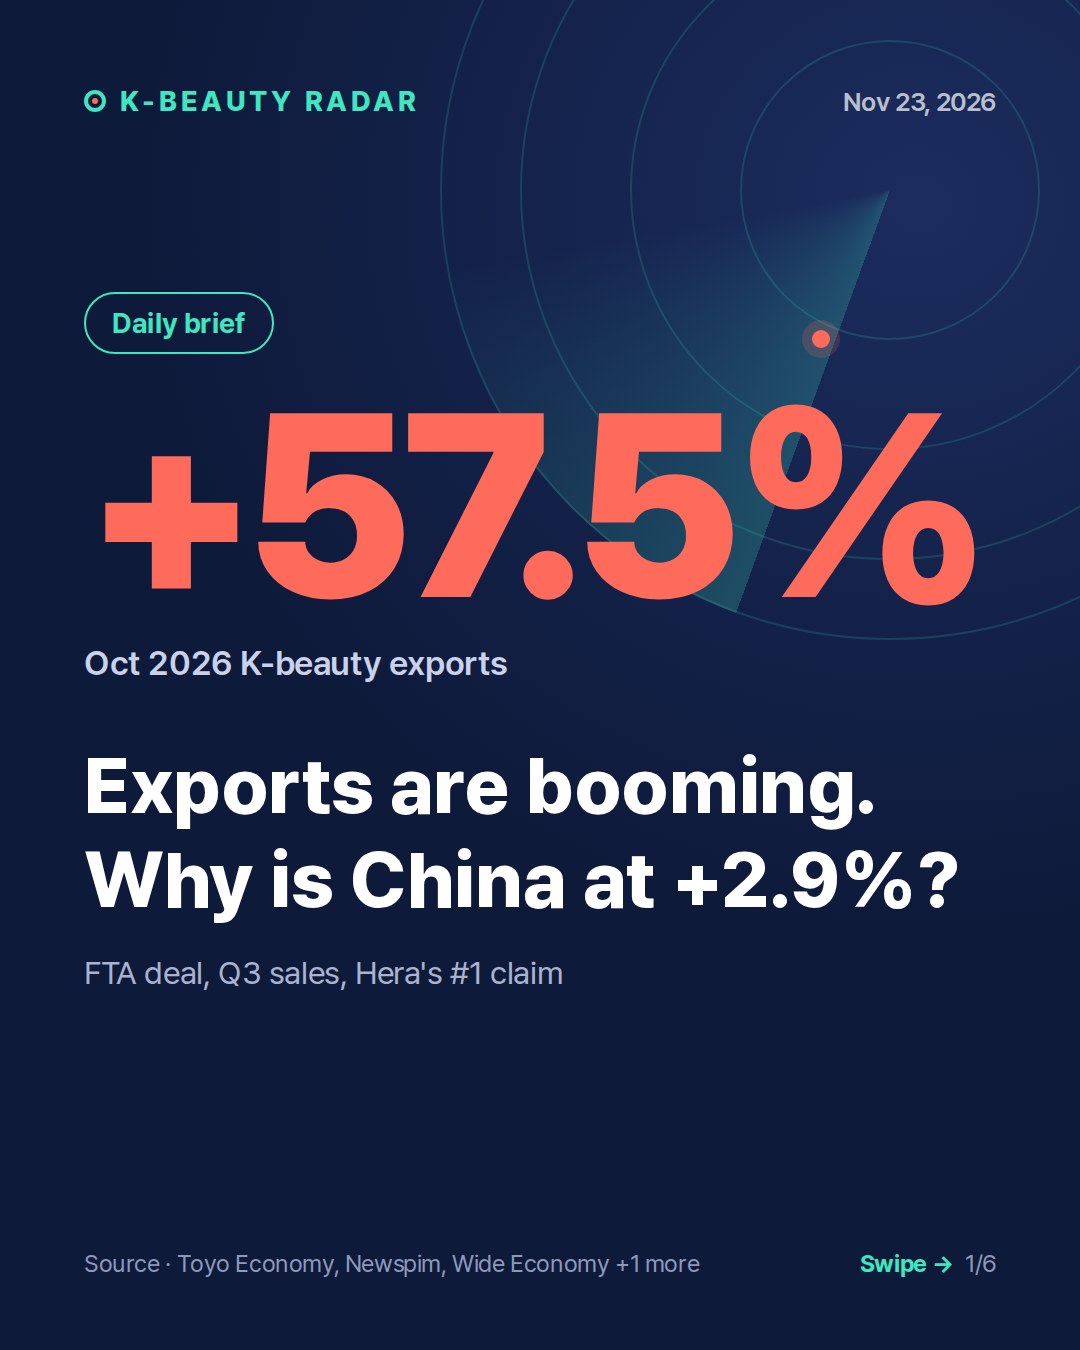 K-BEAUTY RADAR
Nov 23, 2026
Daily brief
+57.5%
Oct 2026 K-beauty exports
Exports are booming.
Why is China at +2.9%?
FTA deal, Q3 sales, Hera's #1 claim
Source · Toyo Economy, Newspim, Wide Economy +1 more
Swipe → 1/6